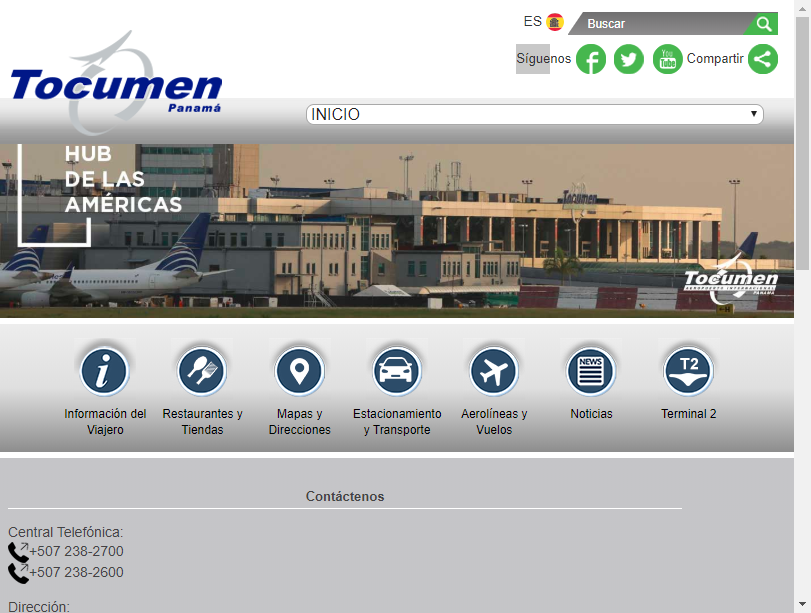 ES
Buscar
Síguenos
Compartir
You
Tube
Tocumen
Panamá
INICIO
HUB
DE LAS
AMÉRICAS
Tocumen
Tocumen
AEROPUERTO INTERNACIONAL
PANAMÁ
Información del
Viajero
Restaurantes y
Tiendas
Mapas y
Direcciones
Estacionamiento
y Transporte
Aerolíneas y
Vuelos
NEWS
Noticias
T2
Terminal 2
Contáctenos
Central Telefónica:
+507 238-2700
+507 238-2600
Dirección: